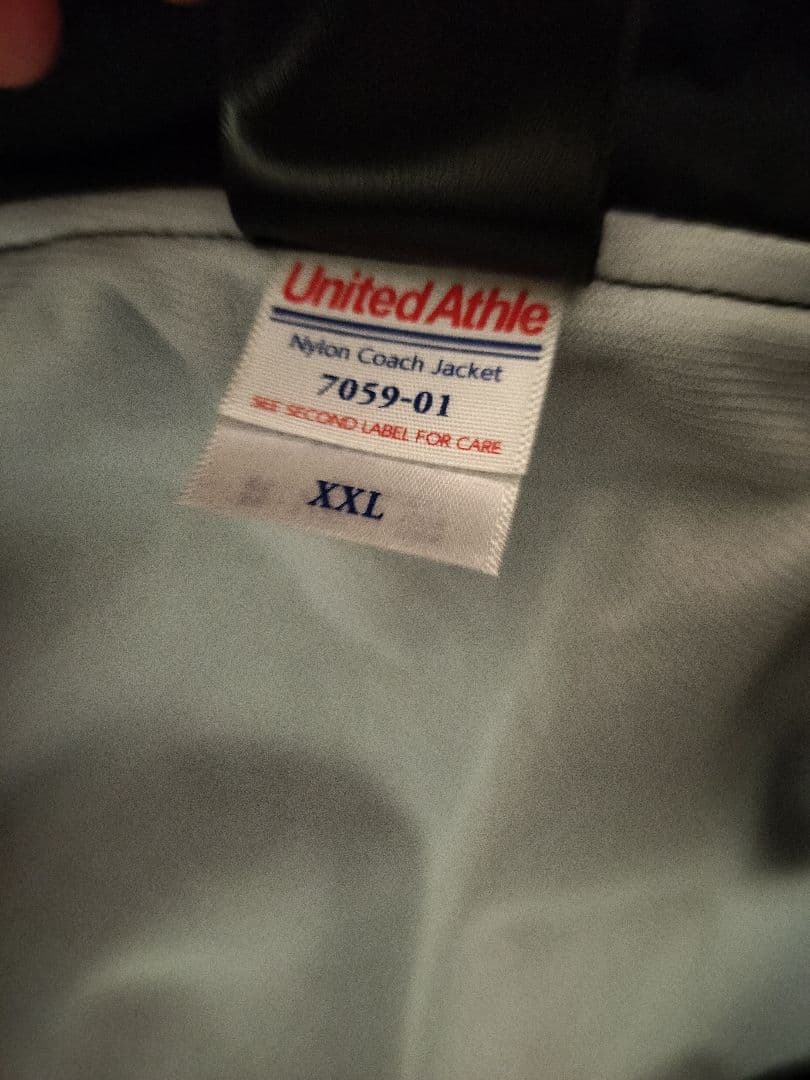 United Athle
Nylon Coach Jacket
7059-01
SEE SECOND LABEL FOR CARE
XXL